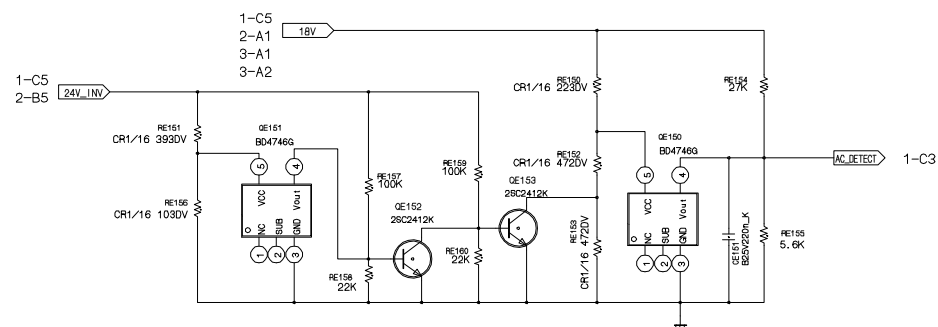 1-C5
2-A1
3-A1
3-A2
18V
1-C5
2-B5
24V_INV
RE150
CR1/16 223DV
RE154
27K
RE151
CR1/16 393DV
QE151
BD4746G
5
4
VCC
Vout
NC
SUB
GND
1
2
3
RE156
CR1/16 103DV
RE157
100K
RE159
100K
QE152
2SC2412K
RE158
22K
RE160
22K
QE153
2SC2412K
RE152
CR1/16 472DV
RE153
CR1/16 472DV
QE150
BD4746G
5
4
VCC
Vout
NC
SUB
GND
1
2
3
CE151
B25V220n_K
RE155
5.6K
AC_DETECT
1-C3